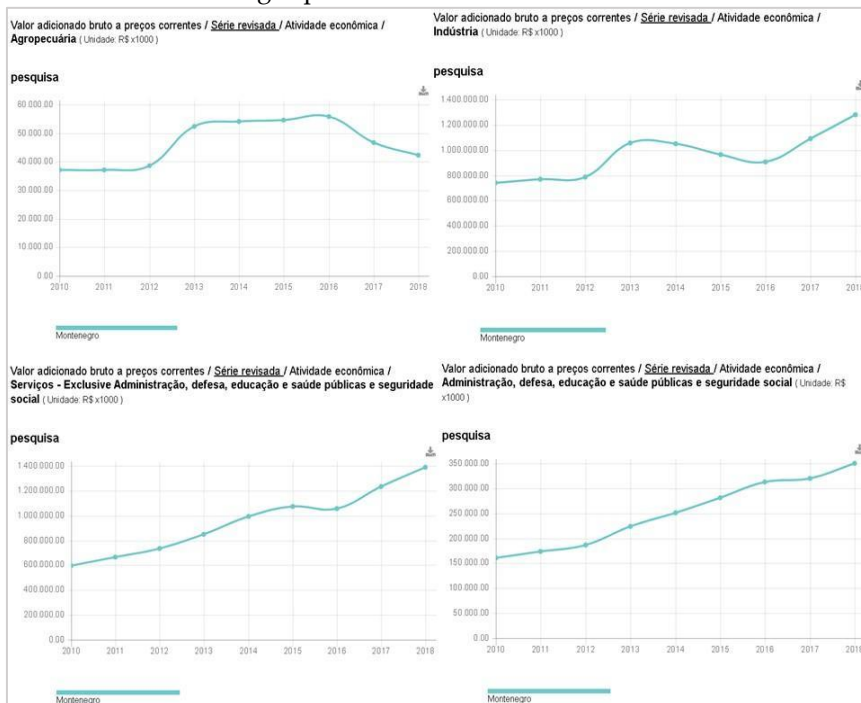 Valor adicionado bruto a preços correntes / Série revisada / Atividade econômica /
Agropecuária ( Unidade: R$ x1000 )
pesquisa
60.000.00
50.000.00
40.000.00
30.000.00
20.000.00
10.000.00
0.00
2010 2011 2012 2013 2014 2015 2016 2017 2018
Montenegro
Valor adicionado bruto a preços correntes / Série revisada / Atividade econômica /
Indústria ( Unidade: R$ x1000 )
pesquisa
1.400.000.00
1.200.000.00
1.000.000.00
800.000.00
600.000.00
400.000.00
200.000.00
0.00
2010 2011 2012 2013 2014 2015 2016 2017 2018
Montenegro
Valor adicionado bruto a preços correntes / Série revisada / Atividade econômica /
Serviços - Exclusive Administração, defesa, educação e saúde públicas e seguridade
social ( Unidade: R$ x1000 )
pesquisa
1.400.000.00
1.200.000.00
1.000.000.00
800.000.00
600.000.00
400.000.00
200.000.00
0.00
2010 2011 2012 2013 2014 2015 2016 2017 2018
Montenegro
Valor adicionado bruto a preços correntes / Série revisada / Atividade econômica /
Administração, defesa, educação e saúde públicas e seguridade social ( Unidade: R$
x1000 )
pesquisa
350.000.00
300.000.00
250.000.00
200.000.00
150.000.00
100.000.00
50.000.00
0.00
2010 2011 2012 2013 2014 2015 2016 2017 2018
Montenegro